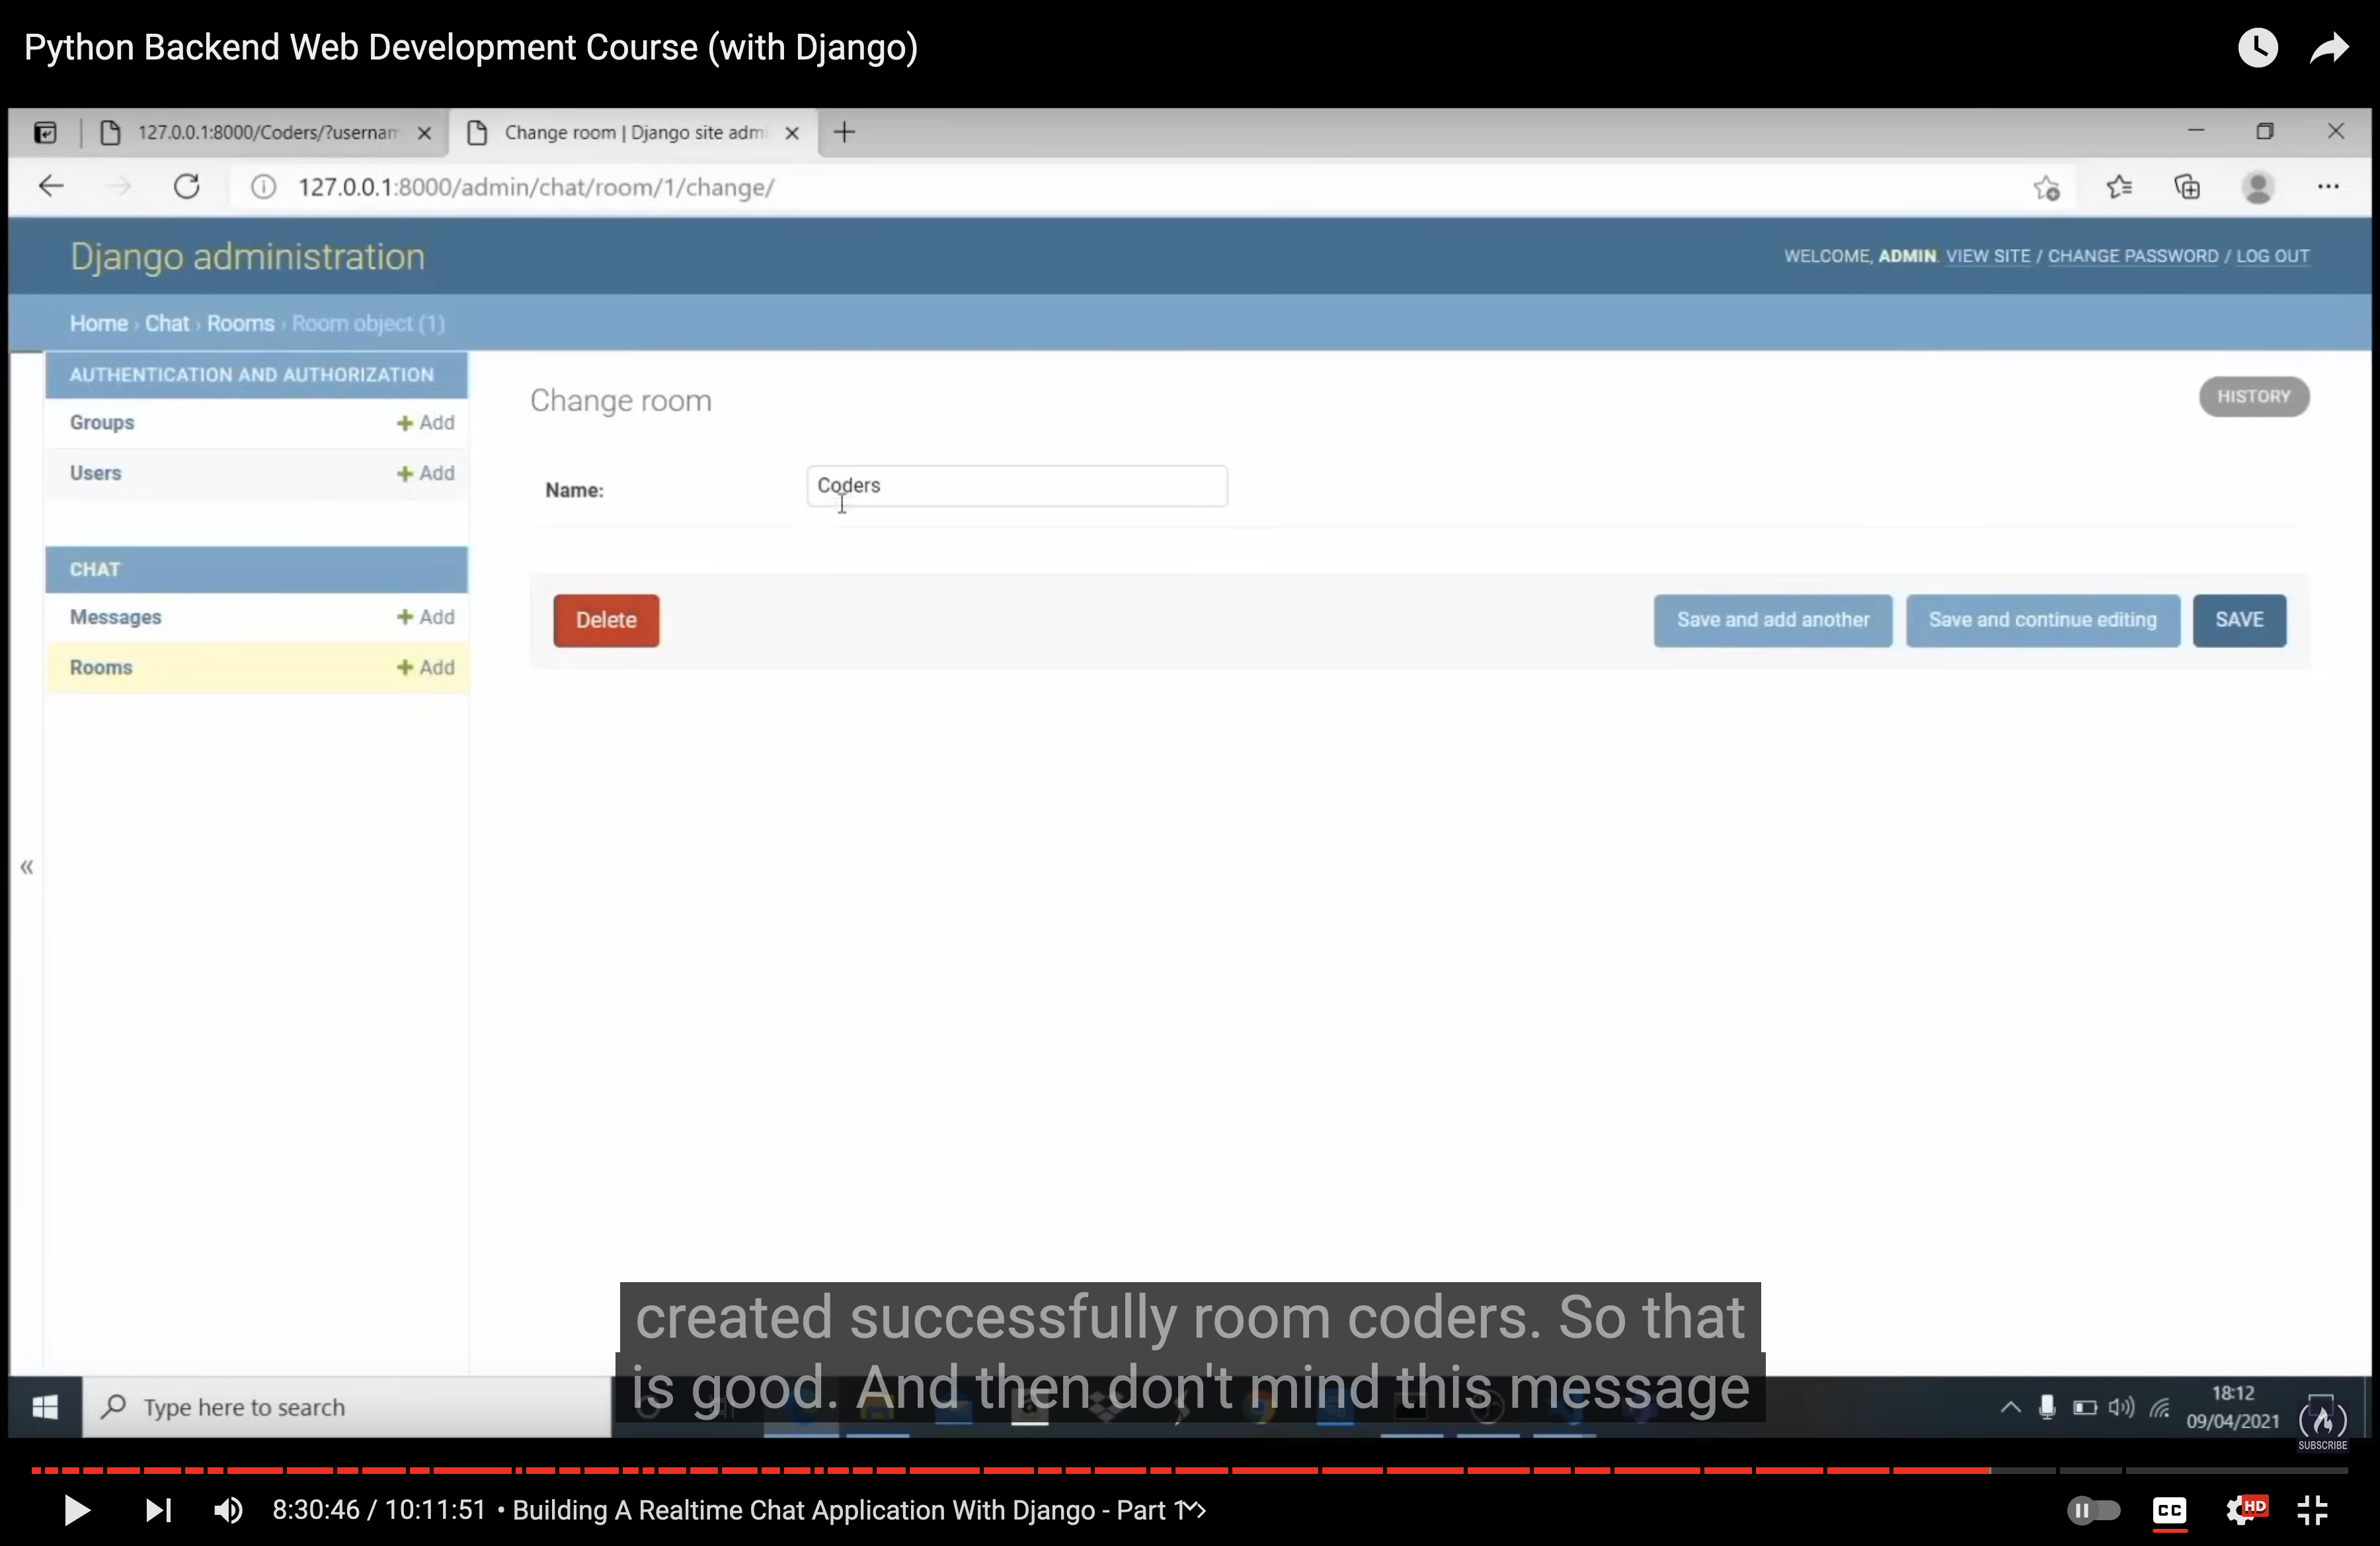 Python Backend Web Development Course (with Django)
127.0.0.1:8000/Coders/?usernam
Change room | Django site admi
127.0.0.1:8000/admin/chat/room/1/change/
Django administration
WELCOME, ADMIN. VIEW SITE / CHANGE PASSWORD / LOG OUT
Home › Chat › Rooms › Room object (1)
AUTHENTICATION AND AUTHORIZATION
Groups + Add
Users + Add
CHAT
Messages + Add
Rooms + Add
«
Change room
HISTORY
Name: Coders
Delete
Save and add another
Save and continue editing
SAVE
created successfully room coders. So that
is good. And then don't mind this message
Type here to search
18:12
09/04/2021
SUBSCRIBE
8:30:46 / 10:11:51 • Building A Realtime Chat Application With Django - Part 1
CC
HD